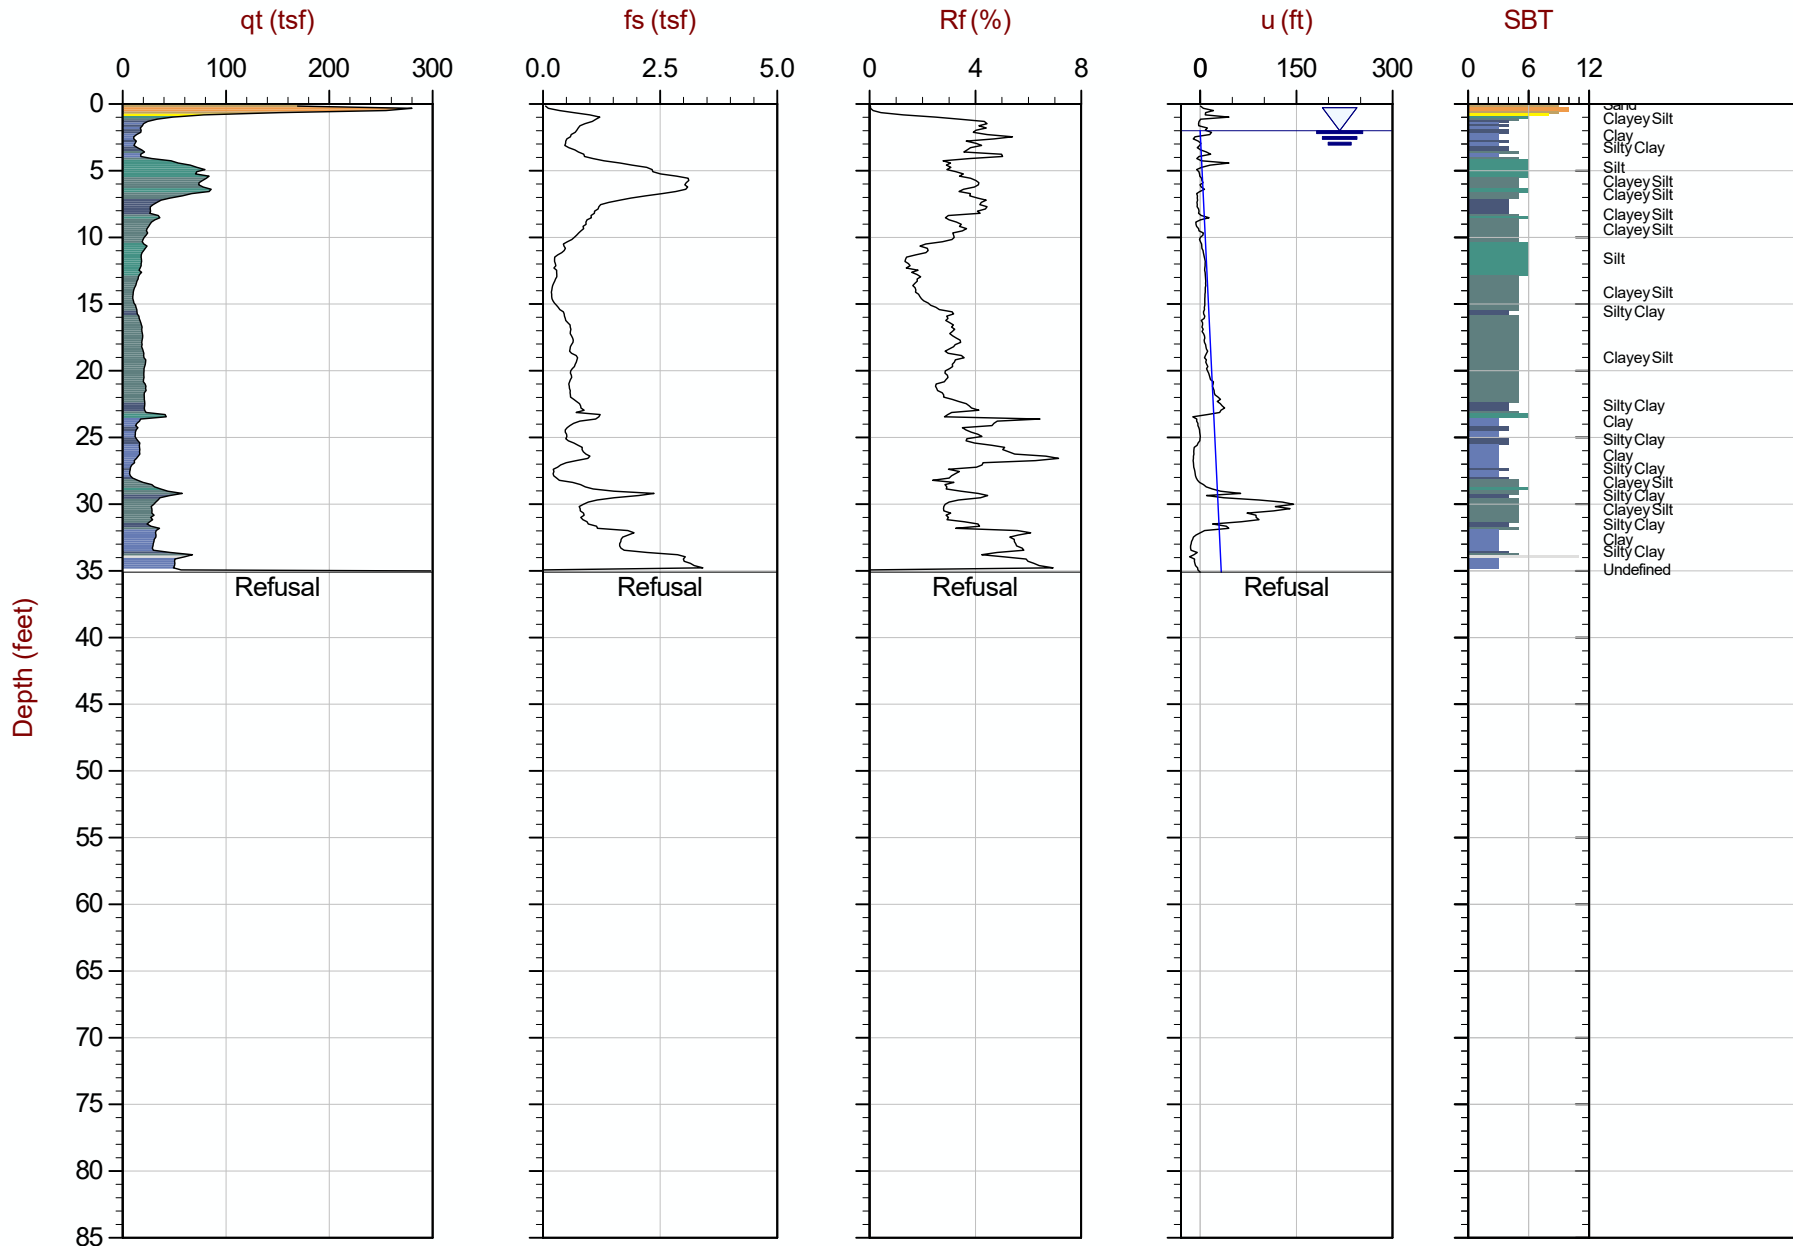 qt (tsf) fs (tsf) Rf (%) u (ft) SBT
0 100 200 300 0.0 2.5 5.0 0 4 8 0 150 300 0 6 12
0
5
10
15
20
25
30
35
40
45
50
55
60
65
70
75
80
85
Depth (feet)
Refusal Refusal Refusal Refusal
Sand
Clayey Silt
Clay
Silty Clay
Silt
Clayey Silt
Clayey Silt
Clayey Silt
Clayey Silt
Silt
Clayey Silt
Silty Clay
Clayey Silt
Silty Clay
Clay
Silty Clay
Clay
Silty Clay
Clayey Silt
Silty Clay
Clayey Silt
Silty Clay
Clay
Silty Clay
Undefined